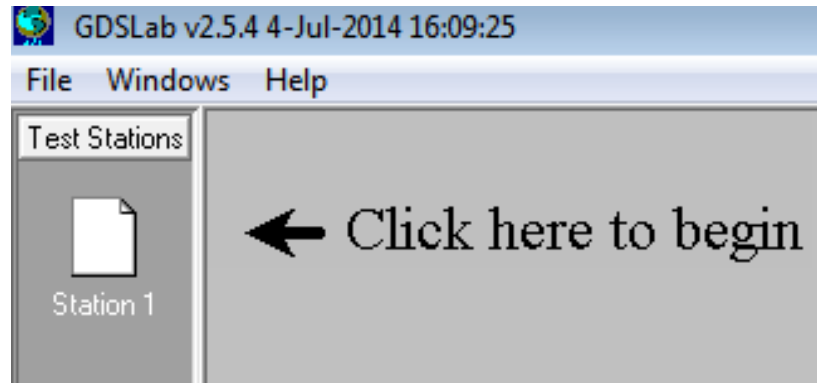 GDSLab v2.5.4 4-Jul-2014 16:09:25
File Windows Help
Test Stations
Click here to begin
Station 1